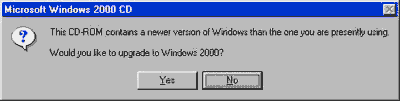 Microsoft Windows 2000 CD
This CD-ROM contains a newer version of Windows than the one you are presently using.
Would you like to upgrade to Windows 2000?
Yes
No